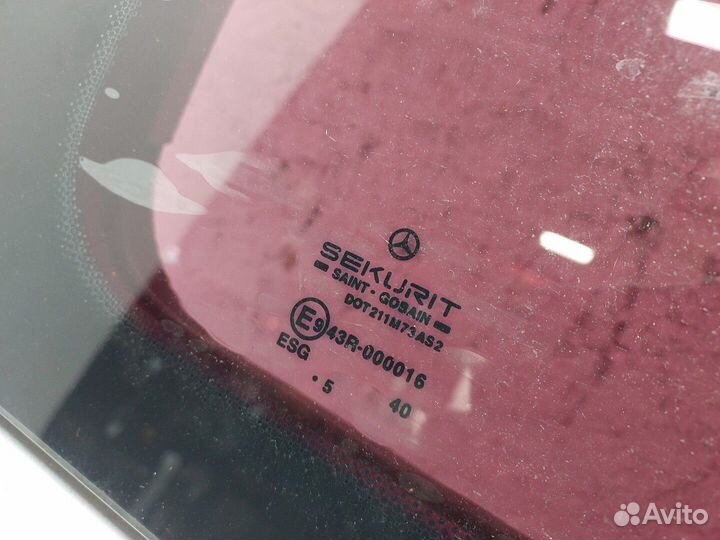 SEKURIT
SAINT - GOBAIN
DOT211M73AS2
E9 43R-000016
ESG
. 5 40
Avito